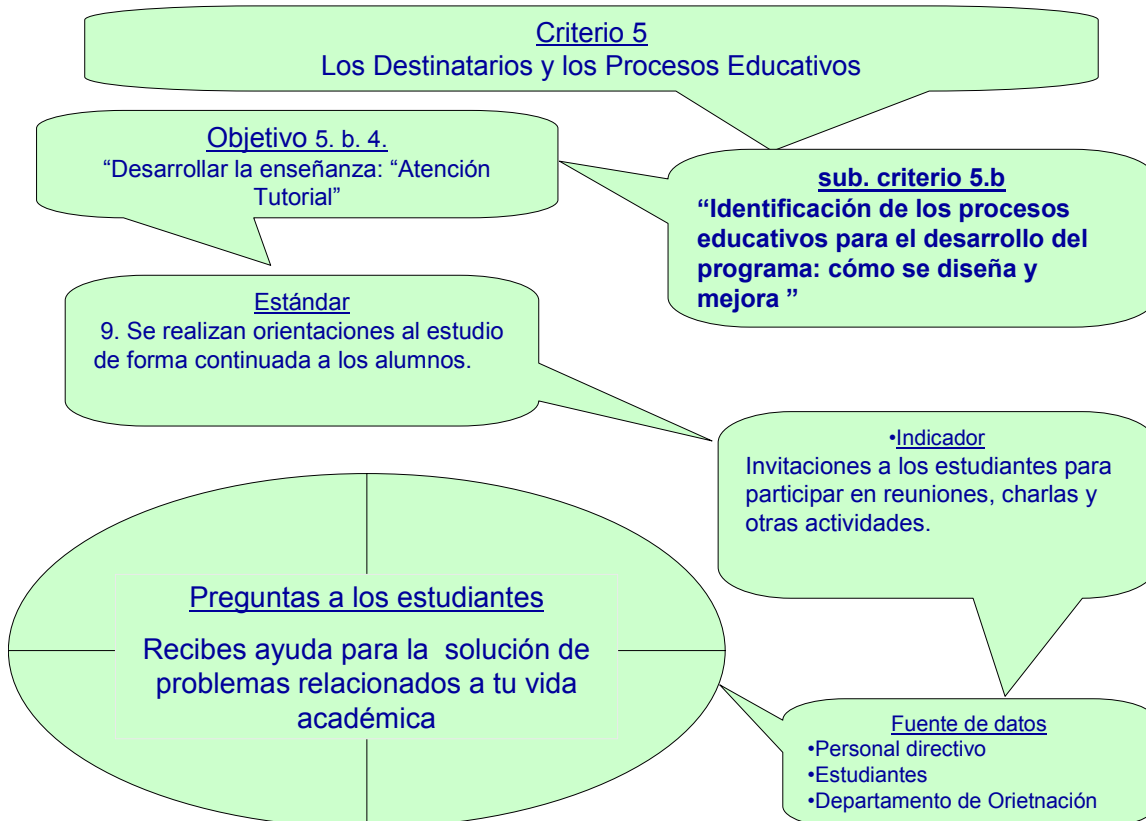 Criterio 5
Los Destinatarios y los Procesos Educativos
sub. criterio 5.b
“Identificación de los procesos
educativos para el desarrollo del
programa: cómo se diseña y
mejora ”
Objetivo 5. b. 4.
“Desarrollar la enseñanza: “Atención
Tutorial”
Estándar
9. Se realizan orientaciones al estudio
de forma continuada a los alumnos.
•Indicador
Invitaciones a los estudiantes para
participar en reuniones, charlas y
otras actividades.
Fuente de datos
•Personal directivo
•Estudiantes
•Departamento de Orietnación
Preguntas a los estudiantes
Recibes ayuda para la solución de
problemas relacionados a tu vida
académica